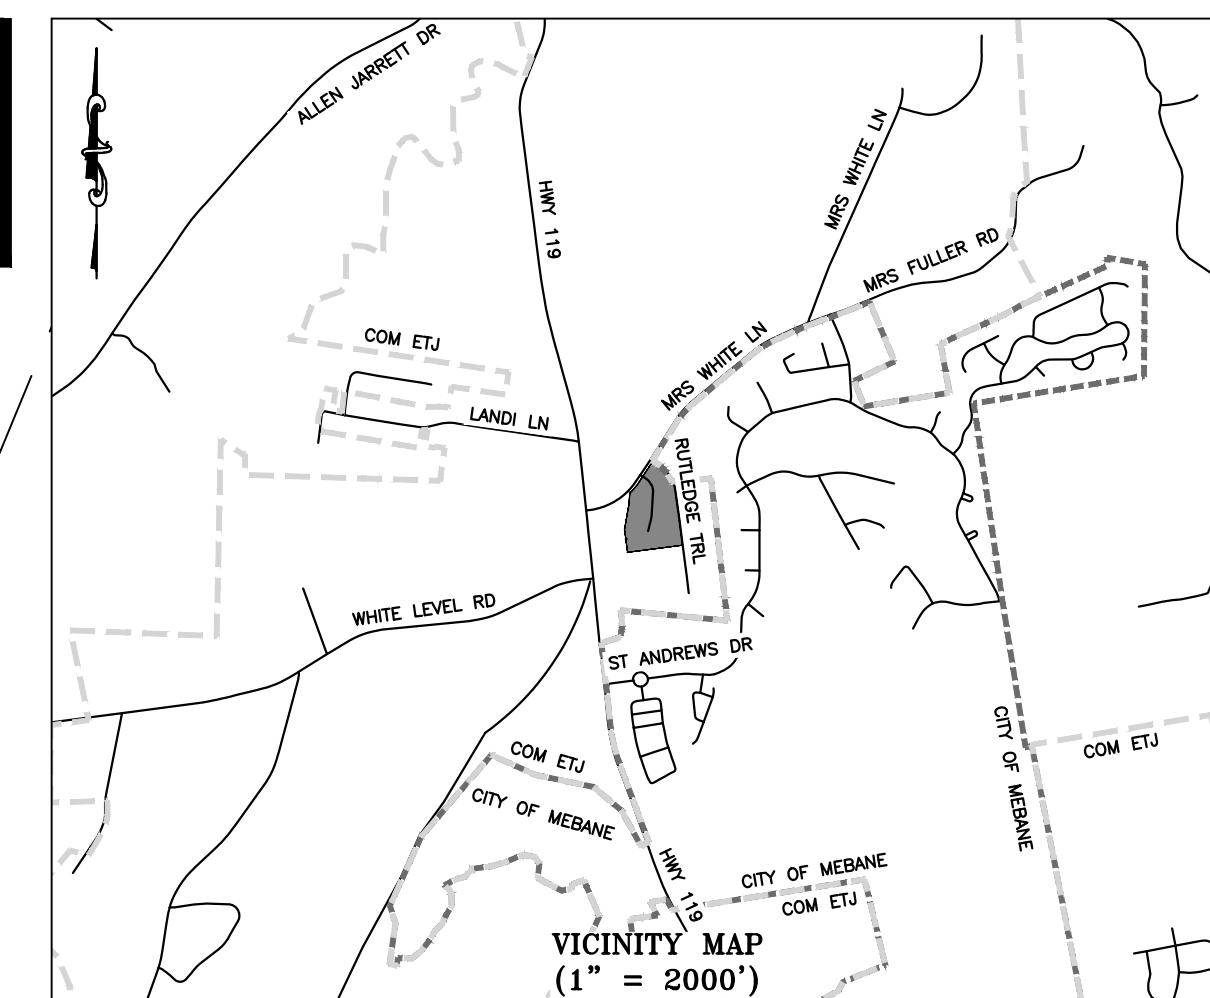 ALLEN JARRETT DR
HWY 119
MRS WHITE LN
MRS FULLER RD
COM ETJ
MRS WHITE LN
LANDI LN
RUTLEDGE TRL
WHITE LEVEL RD
ST ANDREWS DR
CITY OF MEBANE
COM ETJ
COM ETJ
CITY OF MEBANE
HWY 119
CITY OF MEBANE
COM ETJ
VICINITY MAP
(1” = 2000’)